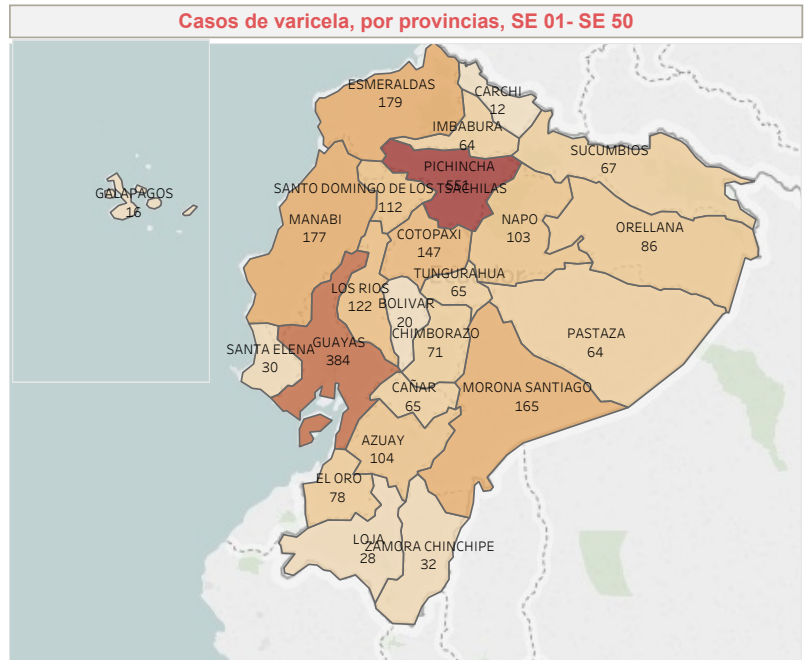 Casos de varicela, por provincias, SE 01- SE 50
ESMERALDAS
179
CARCHI
12
IMBABURA
64
SUCUMBIOS
67
PICHINCHA
551
GALAPAGOS
16
SANTO DOMINGO DE LOS TSACHILAS
112
MANABI
177
NAPO
103
ORELLANA
86
COTOPAXI
147
TUNGURAHUA
65
Ecuador
LOS RIOS
122
BOLIVAR
20
CHIMBORAZO
71
PASTAZA
64
GUAYAS
384
SANTA ELENA
30
CAÑAR
65
MORONA SANTIAGO
165
AZUAY
104
EL ORO
78
LOJA
28
ZAMORA CHINCHIPE
32